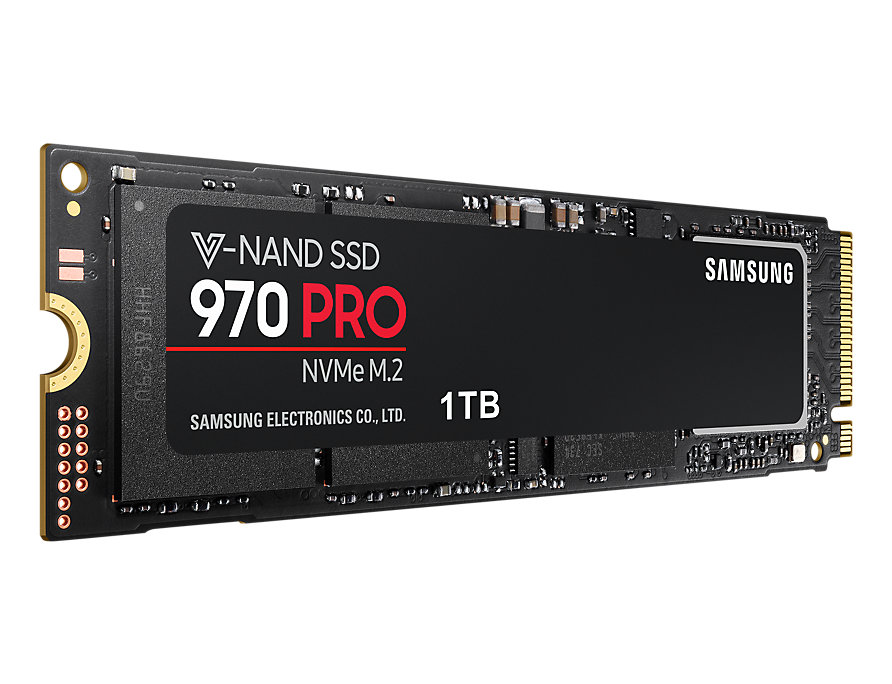 V-NAND SSD
970 PRO
NVMe M.2
SAMSUNG ELECTRONICS CO., LTD.
1TB
SAMSUNG